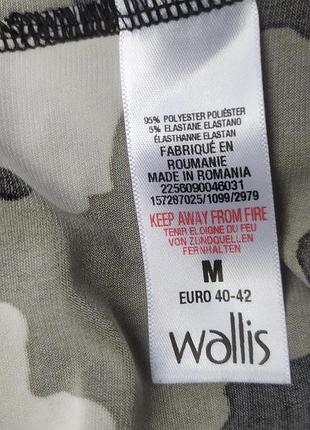 95% POLYESTER POLIÉSTER
5% ELASTANE ELASTANO
ÉLASTHANNE ELASTAN
FABRIQUÉ EN
ROUMANIE
MADE IN ROMANIA
2256090046031
157287025/1099/2979
KEEP AWAY FROM FIRE
TENIR ELOIGNE DU FEU
VON ZUNDQUELLEN
FERNHALTEN
M
EURO 40-42
wallis